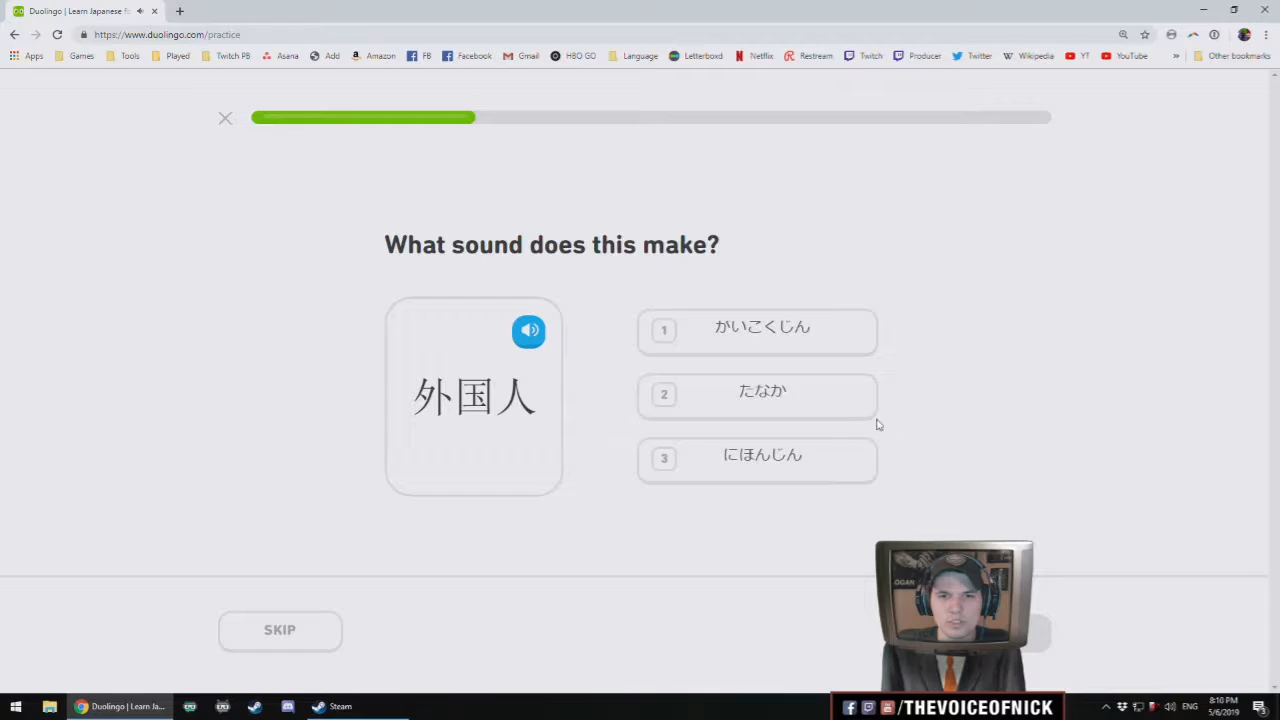 Duolingo | Learn Japanese f
https://www.duolingo.com/practice
Apps Games Tools Played Twitch PB Asana Add Amazon FB Facebook Gmail HBO GO Language Letterboxd Netflix Restream Twitch Producer Twitter Wikipedia YT YouTube » Other bookmarks
What sound does this make?
外国人
1 がいこくじん
2 たなか
3 にほんじん
OGAN
SKIP
/THEVOICEOFNICK
Duolingo | Learn Ja...
Steam
ENG
8:10 PM
5/6/2019